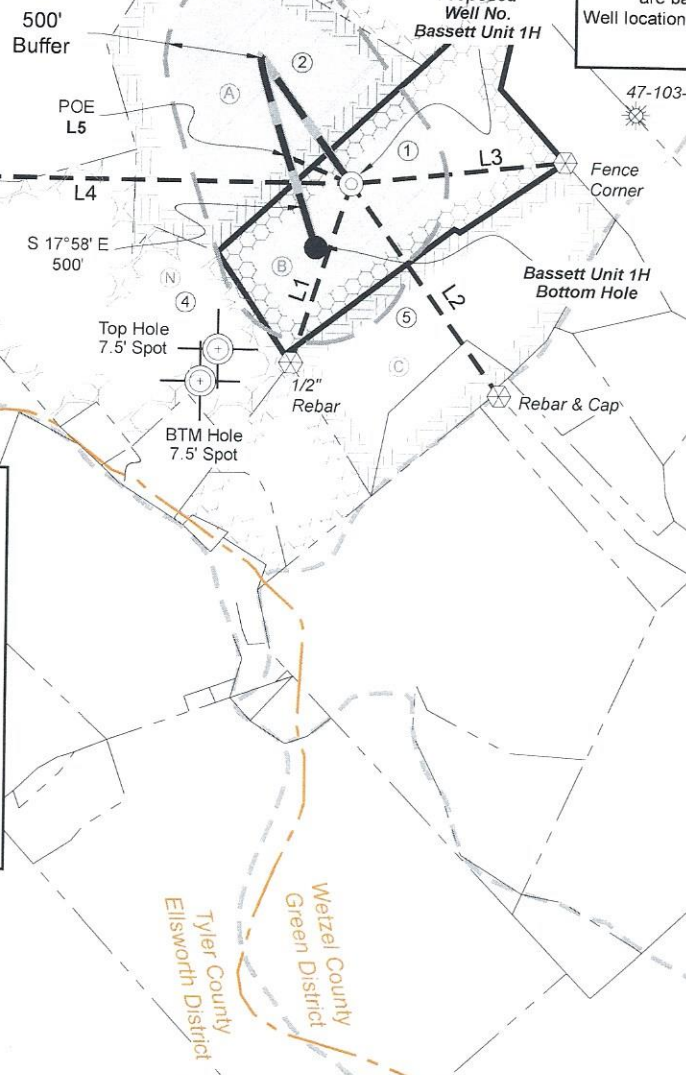 500'
Buffer
Well No.
Bassett Unit 1H
Well location
47-103-
2
A
POE
L5
1
L3
L4
Fence
Corner
S 17°58' E
500'
N
B
4
L1
L2
Bassett Unit 1H
Bottom Hole
5
Top Hole
7.5' Spot
C
1/2"
Rebar
Rebar & Cap
BTM Hole
7.5' Spot
Wetzel County
Green District
Tyler County
Ellsworth District